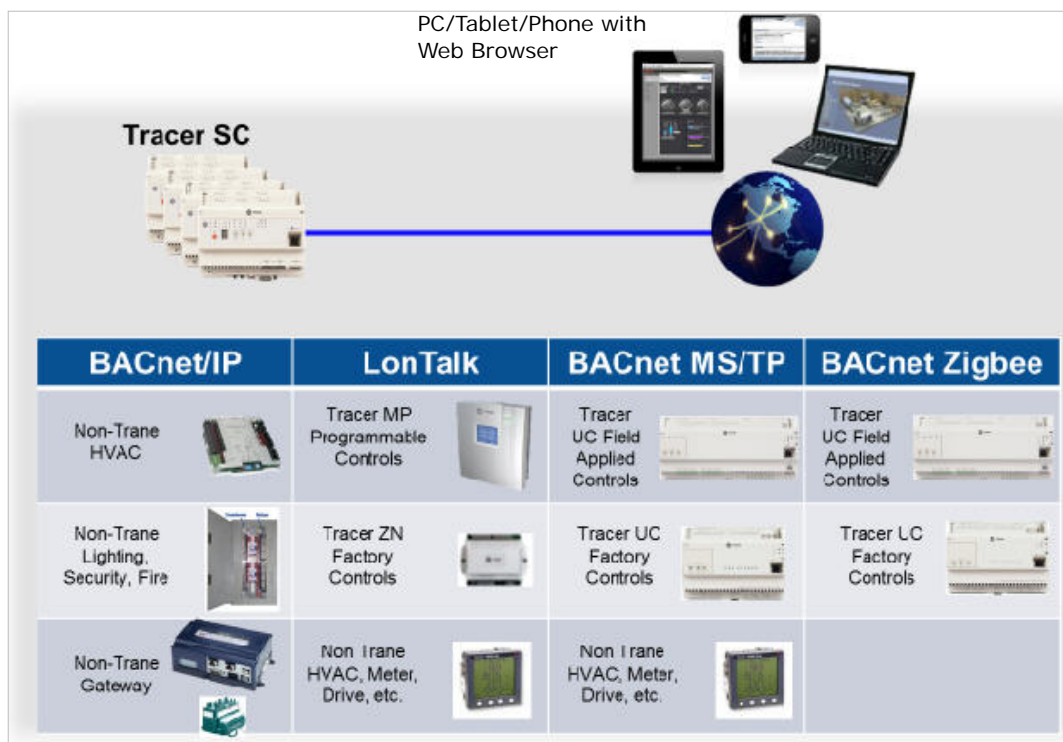 PC/Tablet/Phone with
Web Browser
Tracer SC
BACnet/IP
LonTalk
BACnet MS/TP
BACnet Zigbee
Non-Trane
HVAC
Tracer MP
Programmable
Controls
Tracer
UC Field
Applied
Controls
Tracer
UC Field
Applied
Controls
Non-Trane
Lighting,
Security, Fire
Tracer ZN
Factory
Controls
Tracer UC
Factory
Controls
Tracer UC
Factory
Controls
Non-Trane
Gateway
Non Trane
HVAC, Meter,
Drive, etc.
Non Trane
HVAC, Meter,
Drive, etc.